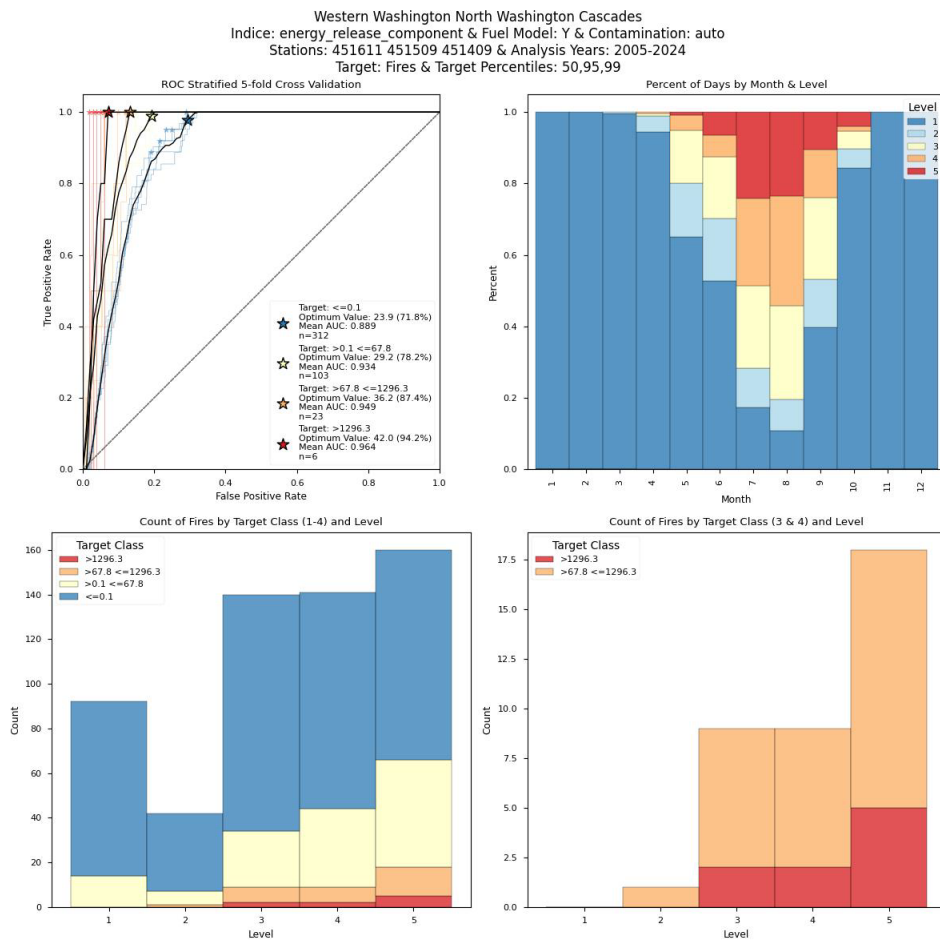 Western Washington North Washington Cascades
Indice: energy_release_component & Fuel Model: Y & Contamination: auto
Stations: 451611 451509 451409 & Analysis Years: 2005-2024
Target: Fires & Target Percentiles: 50,95,99
ROC Stratified 5-fold Cross Validation
True Positive Rate
1.0
0.8
0.6
0.4
0.2
0.0
Target: <=0.1
Optimum Value: 23.9 (71.8%)
Mean AUC: 0.889
n=312
Target: >0.1 <=67.8
Optimum Value: 29.2 (78.2%)
Mean AUC: 0.934
n=103
Target: >67.8 <=1296.3
Optimum Value: 36.2 (87.4%)
Mean AUC: 0.949
n=23
Target: >1296.3
Optimum Value: 42.0 (94.2%)
Mean AUC: 0.964
n=6
0.0 0.2 0.4 0.6 0.8 1.0
False Positive Rate
Percent of Days by Month & Level
Percent
1.0
0.8
0.6
0.4
0.2
0.0
Level
1
2
3
4
5
1 2 3 4 5 6 7 8 9 10 11 12
Month
Count of Fires by Target Class (1-4) and Level
Count
160
140
120
100
80
60
40
20
0
Target Class
>1296.3
>67.8 <=1296.3
>0.1 <=67.8
<=0.1
1 2 3 4 5
Level
Count of Fires by Target Class (3 & 4) and Level
Count
17.5
15.0
12.5
10.0
7.5
5.0
2.5
0.0
Target Class
>1296.3
>67.8 <=1296.3
1 2 3 4 5
Level